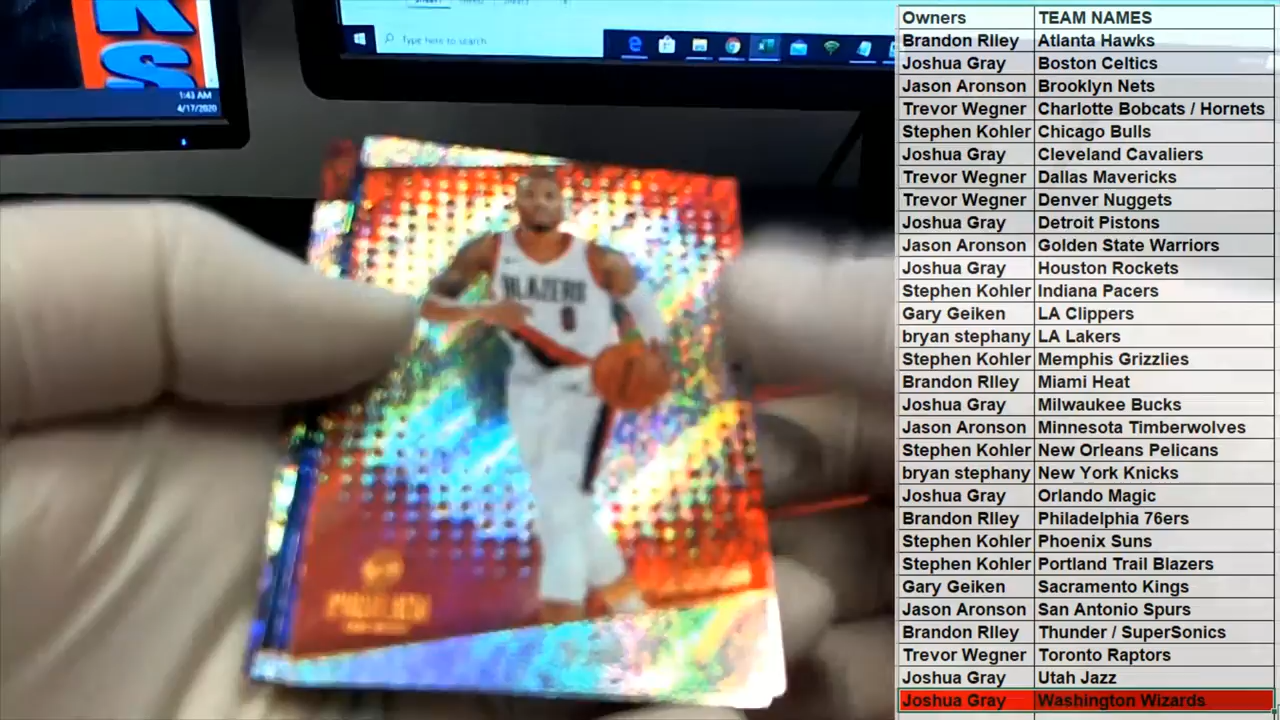 KS
Type here to search
1:43 AM
4/17/2020
BLAZERS
0
Owners TEAM NAMES
Brandon RIley Atlanta Hawks
Joshua Gray Boston Celtics
Jason Aronson Brooklyn Nets
Trevor Wegner Charlotte Bobcats / Hornets
Stephen Kohler Chicago Bulls
Joshua Gray Cleveland Cavaliers
Trevor Wegner Dallas Mavericks
Trevor Wegner Denver Nuggets
Joshua Gray Detroit Pistons
Jason Aronson Golden State Warriors
Joshua Gray Houston Rockets
Stephen Kohler Indiana Pacers
Gary Geiken LA Clippers
bryan stephany LA Lakers
Stephen Kohler Memphis Grizzlies
Brandon RIley Miami Heat
Joshua Gray Milwaukee Bucks
Jason Aronson Minnesota Timberwolves
Stephen Kohler New Orleans Pelicans
bryan stephany New York Knicks
Joshua Gray Orlando Magic
Brandon RIley Philadelphia 76ers
Stephen Kohler Phoenix Suns
Stephen Kohler Portland Trail Blazers
Gary Geiken Sacramento Kings
Jason Aronson San Antonio Spurs
Brandon RIley Thunder / SuperSonics
Trevor Wegner Toronto Raptors
Joshua Gray Utah Jazz
Joshua Gray Washington Wizards